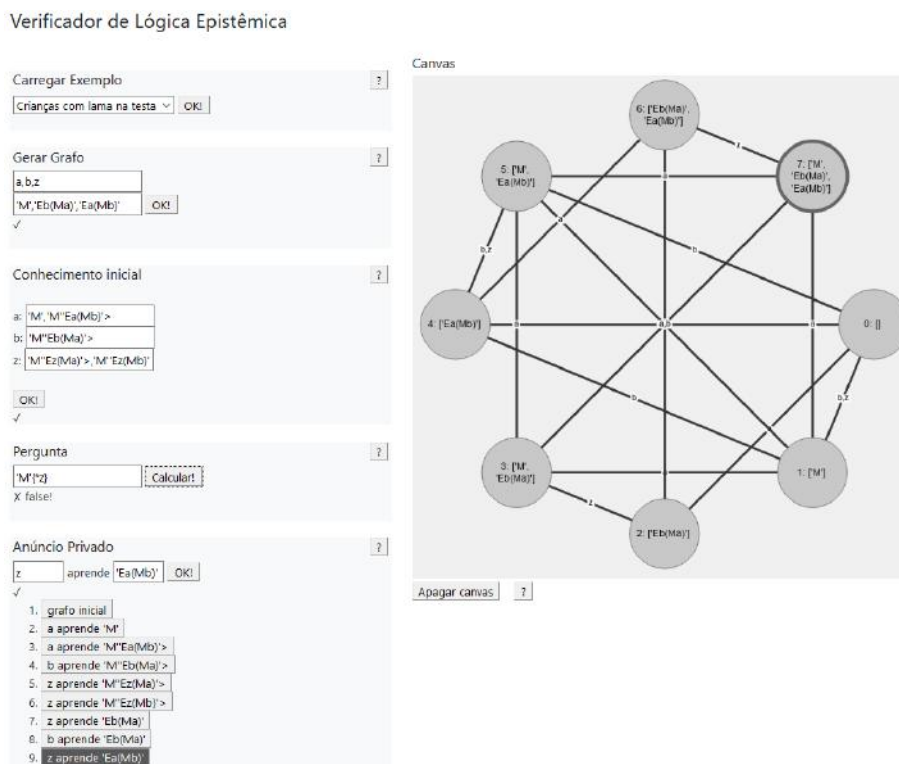 Verificador de Lógica Epistêmica
Carregar Exemplo
?
Crianças com lama na testa
OK!
Gerar Grafo
?
a,b,z
'M','Eb(Ma)','Ea(Mb)'
OK!
✓
Conhecimento inicial
?
a: 'M','M''Ea(Mb)'>
b: 'M''Eb(Ma)'>
z: 'M''Ez(Ma)'>,'M''Ez(Mb)'
OK!
✓
Pergunta
?
'M'{*z}
Calcular!
✗ false!
Anúncio Privado
?
z aprende 'Ea(Mb)' OK!
✓
1. grafo inicial
2. a aprende 'M'
3. a aprende 'M''Ea(Mb)'>
4. b aprende 'M''Eb(Ma)'>
5. z aprende 'M''Ez(Ma)'>
6. z aprende 'M''Ez(Mb)'>
7. z aprende 'Eb(Ma)'
8. b aprende 'Eb(Ma)'
9. z aprende 'Ea(Mb)'
Canvas
6: ['Eb(Ma)',
'Ea(Mb)']
z
7: ['M',
'Eb(Ma)',
'Ea(Mb)']
5: ['M',
'Ea(Mb)']
a
b,z
b
4: ['Ea(Mb)']
a,b
0: []
b
b,z
3: ['M',
'Eb(Ma)']
z
1: ['M']
2: ['Eb(Ma)']
Apagar canvas
?